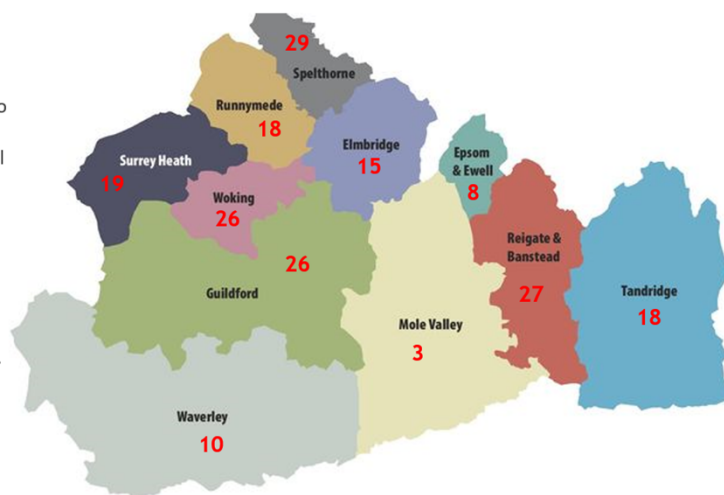 29
Spelthorne
Runnymede
18
o
Elmbridge
15
Epsom
& Ewell
8
l
Surrey Heath
19
Woking
26
Reigate &
Banstead
27
26
Guildford
Tandridge
18
Mole Valley
3
Waverley
10